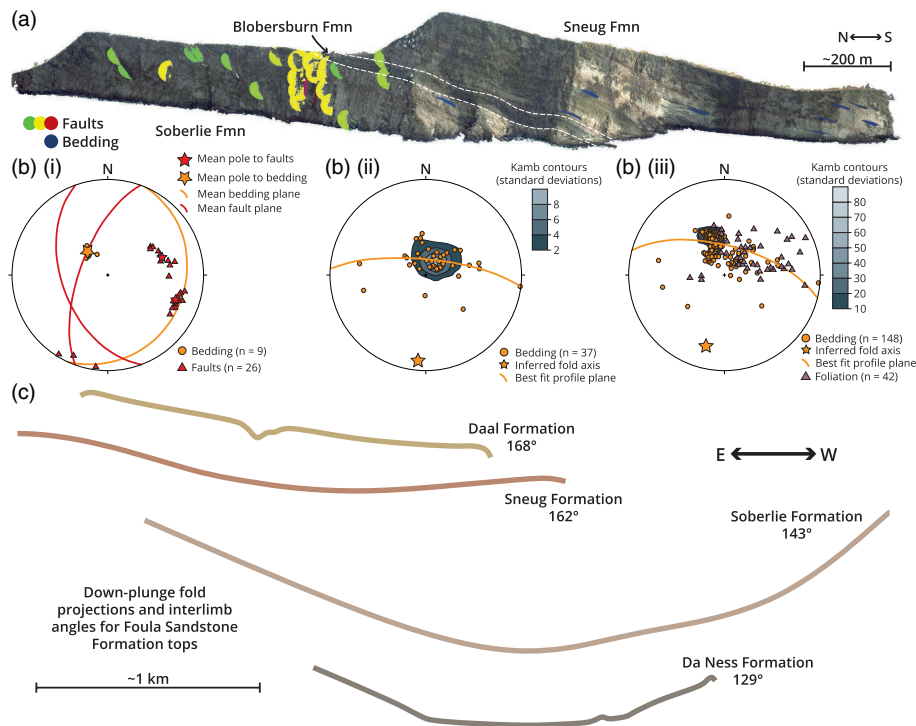 (a)
Blobersburn Fmn
Sneug Fmn
N S
~200 m
Faults
Bedding
Soberlie Fmn
b) (i)
N
Mean pole to faults
Mean pole to bedding
Mean bedding plane
Mean fault plane
Bedding (n = 9)
Faults (n = 26)
(b) (ii)
N
Kamb contours
(standard deviations)
8
6
4
2
Bedding (n = 37)
Inferred fold axis
Best fit profile plane
(b) (iii)
N
Kamb contours
(standard deviations)
80
70
60
50
40
30
20
10
Bedding (n = 148)
Inferred fold axis
Best fit profile plane
Foliation (n = 42)
(c)
Daal Formation
168°
E W
Sneug Formation
162°
Soberlie Formation
143°
Down-plunge fold
projections and interlimb
angles for Foula Sandstone
Formation tops
~1 km
Da Ness Formation
129°